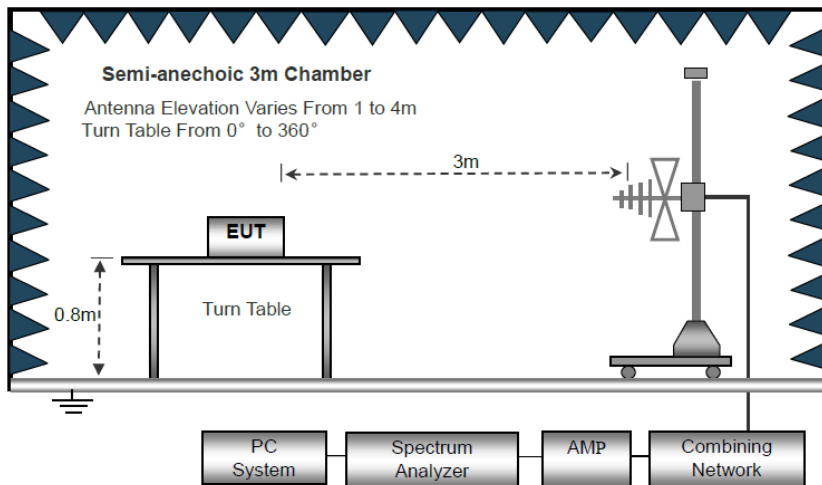 Semi-anechoic 3m Chamber
Antenna Elevation Varies From 1 to 4m
Turn Table From 0° to 360°
3m
EUT
0.8m
Turn Table
PC
System
Spectrum
Analyzer
AMP
Combining
Network